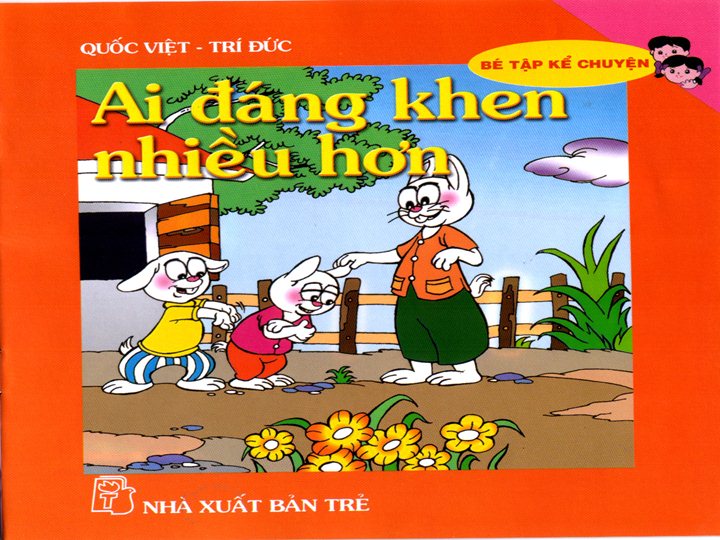 QUỐC VIỆT - TRÍ ĐỨC
BÉ TẬP KỂ CHUYỆN
Ai đáng khen
nhiều hơn
T
NHÀ XUẤT BẢN TRẺ